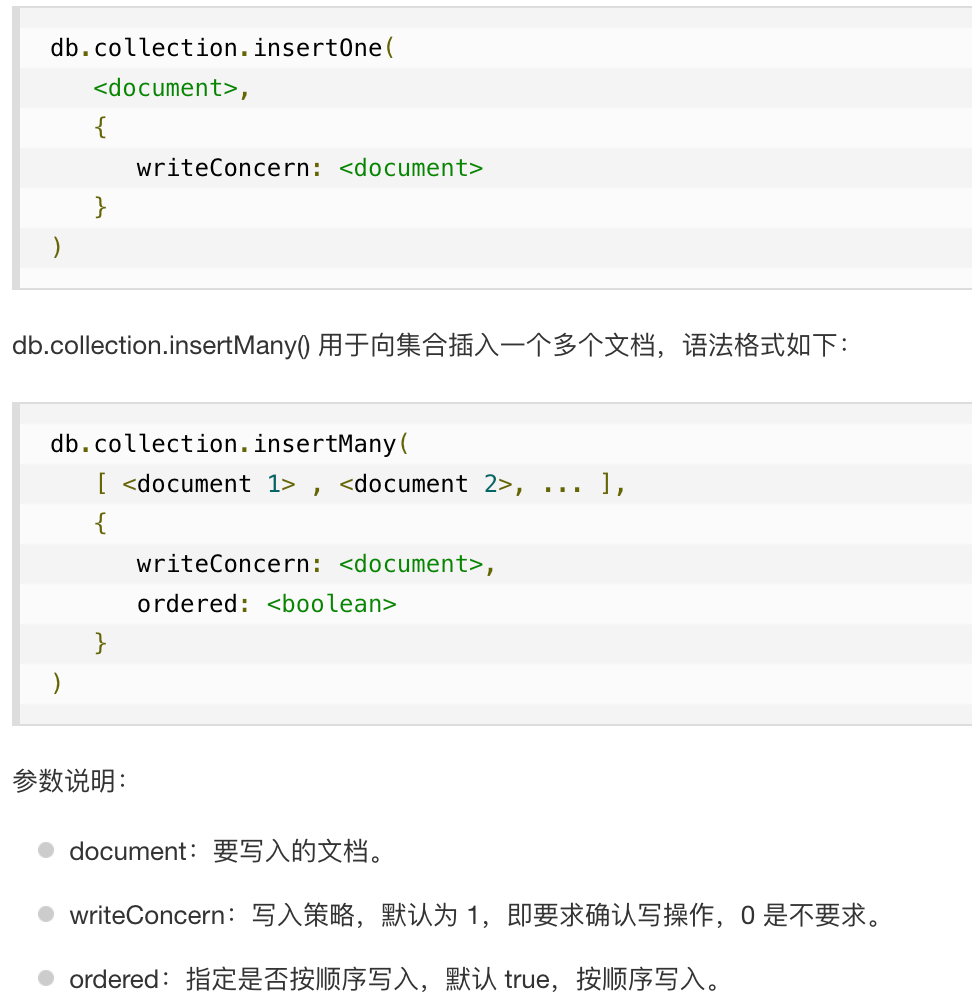 db.collection.insertOne(
   <document>,
   {
      writeConcern: <document>
   }
)
db.collection.insertMany() 用于向集合插入一个多个文档，语法格式如下：
db.collection.insertMany(
   [ <document 1> , <document 2>, ... ],
   {
      writeConcern: <document>,
      ordered: <boolean>
   }
)
参数说明：
document：要写入的文档。
writeConcern：写入策略，默认为 1，即要求确认写操作，0 是不要求。
ordered：指定是否按顺序写入，默认 true，按顺序写入。